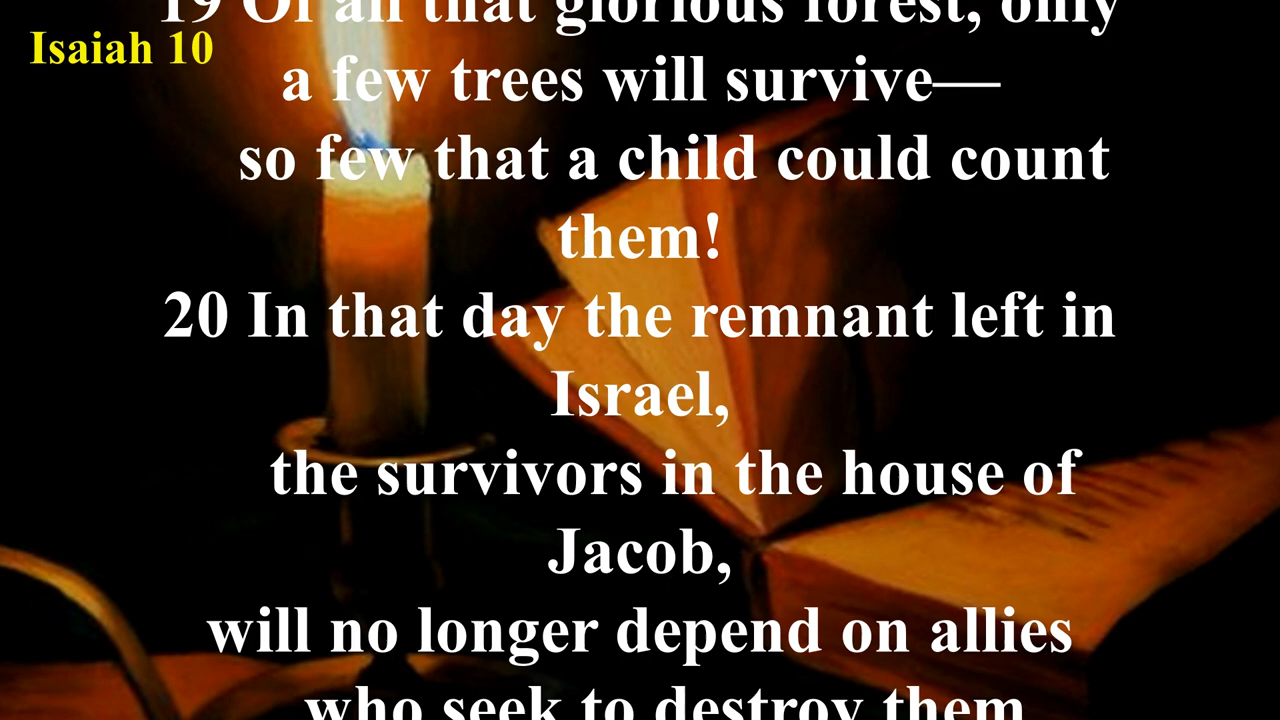 Isaiah 10
19 Of all that glorious forest, only
a few trees will survive—
so few that a child could count
them!
20 In that day the remnant left in
Israel,
the survivors in the house of
Jacob,
will no longer depend on allies
who seek to destroy them